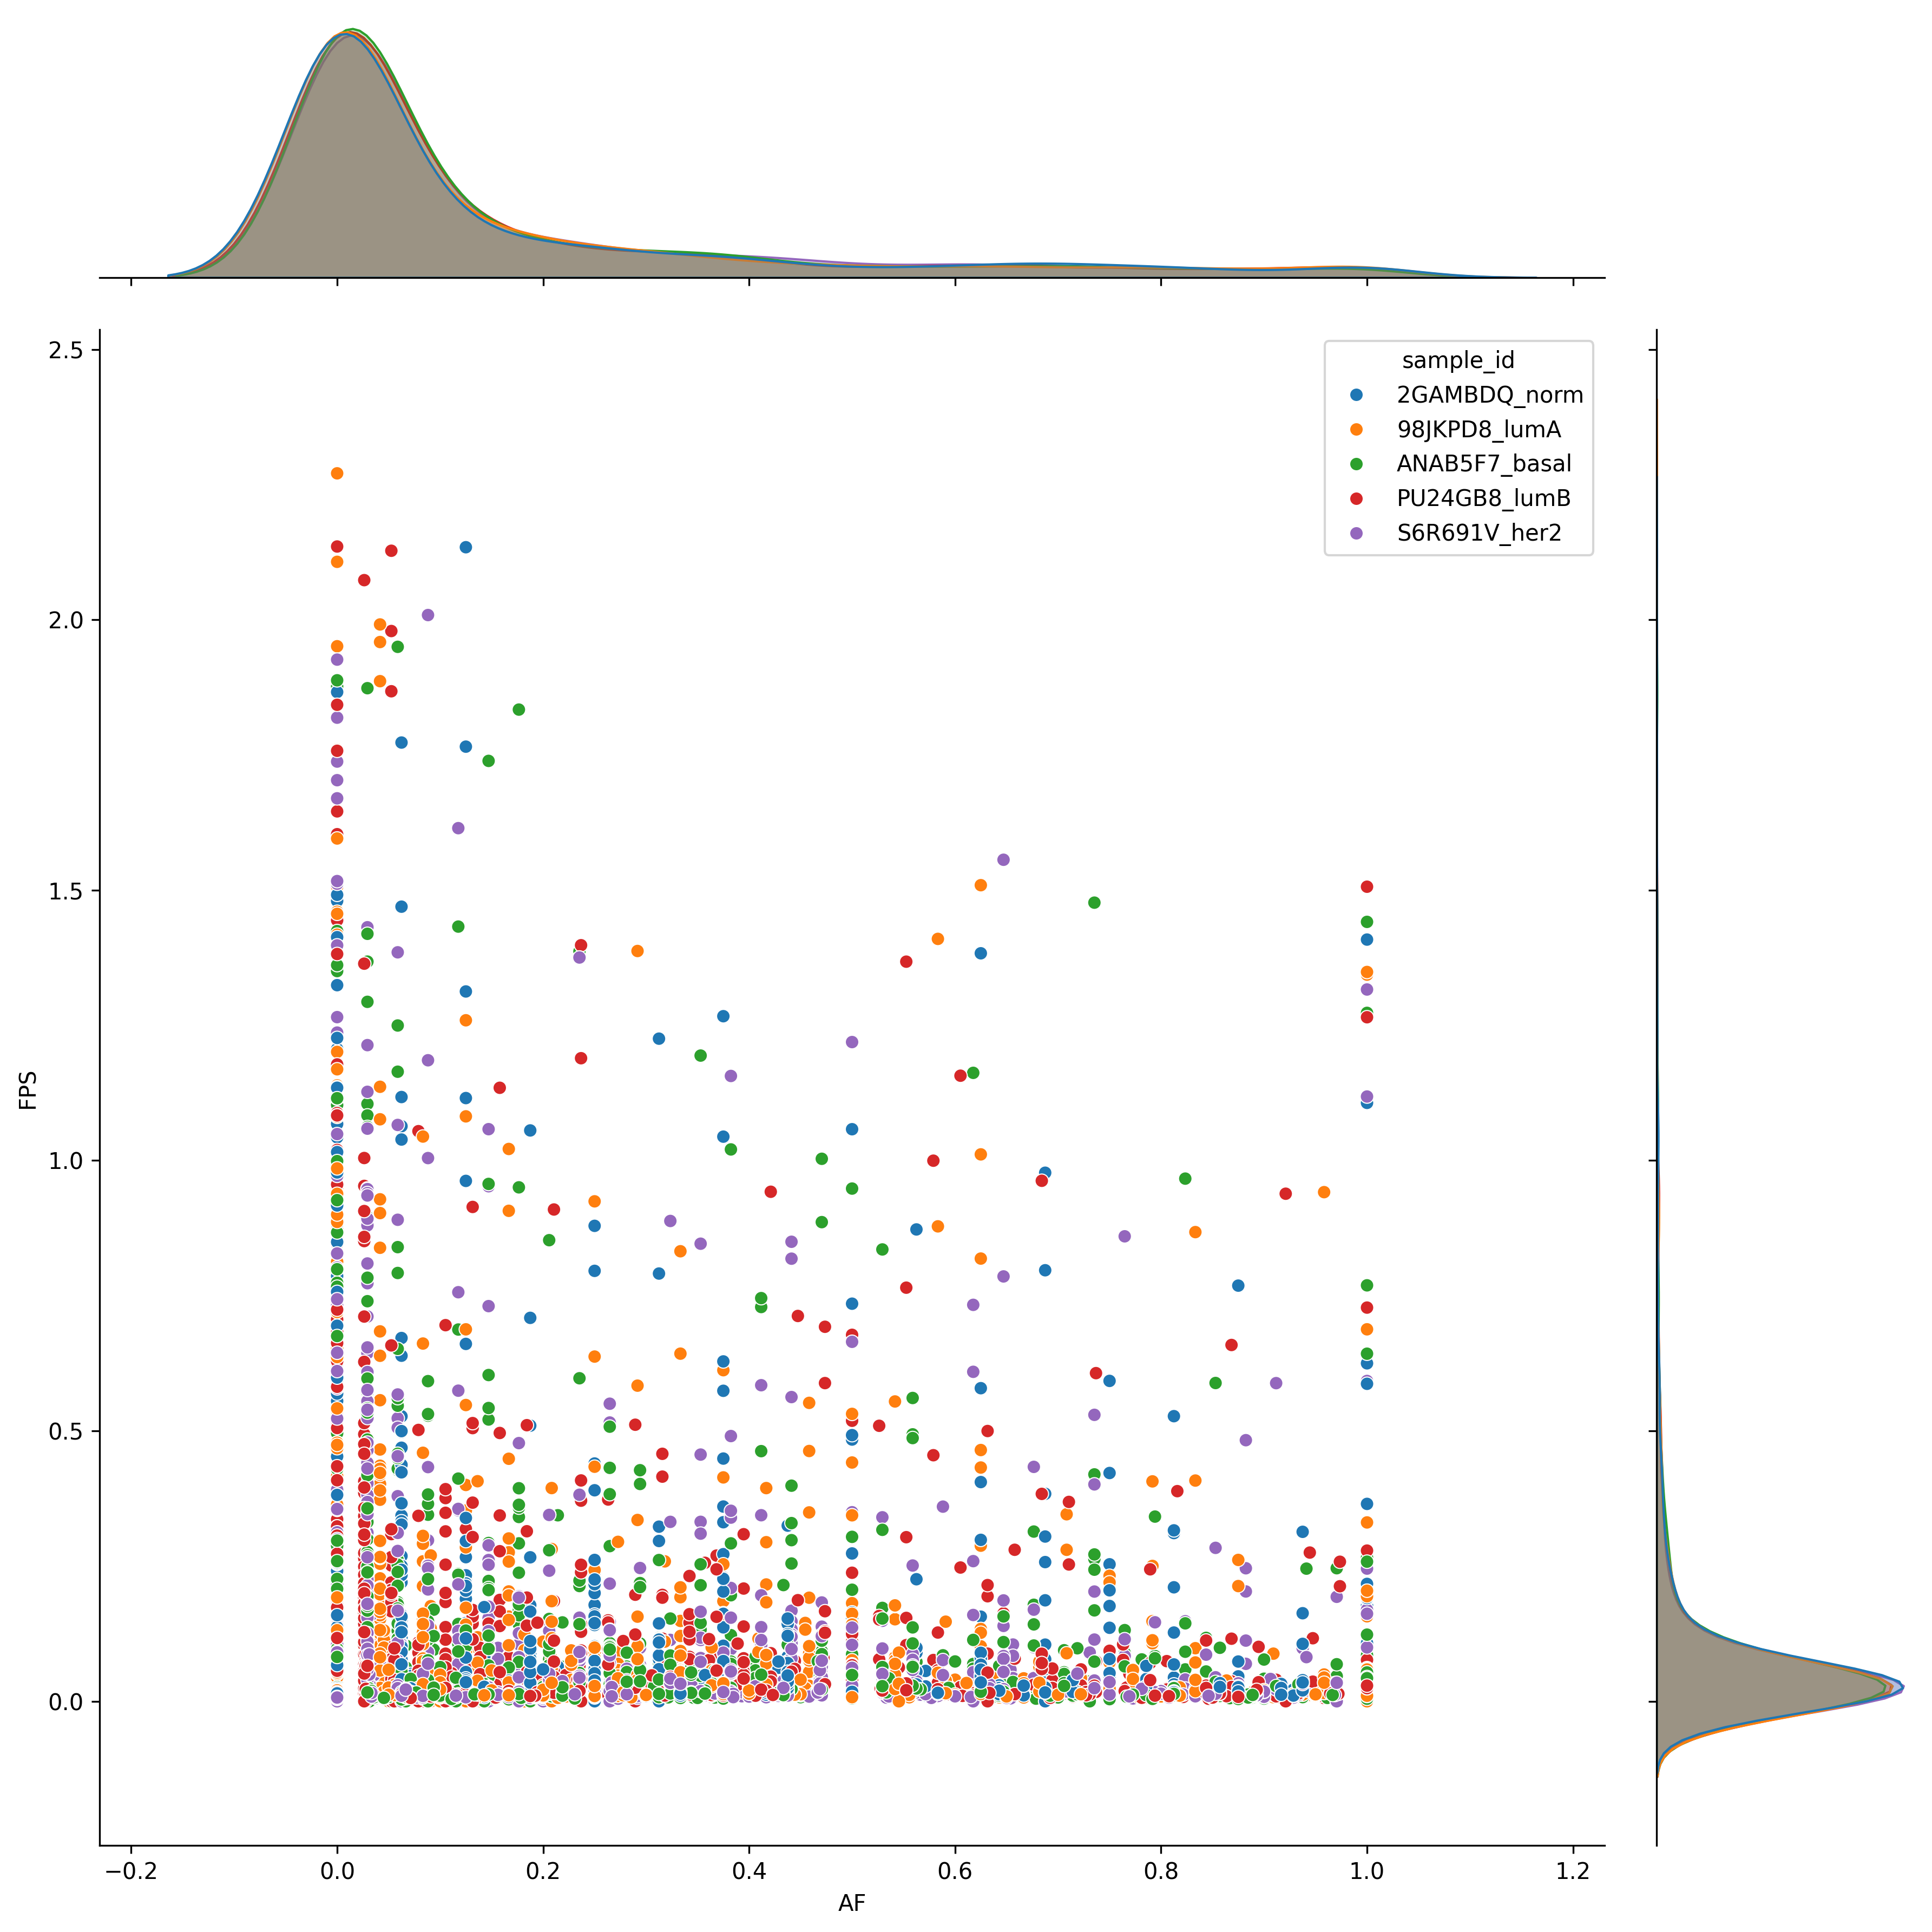 2.5
2.0
1.5
1.0
0.5
0.0
FPS
sample_id
2GAMBDQ_norm
98JKPD8_lumA
ANAB5F7_basal
PU24GB8_lumB
S6R691V_her2
−0.2 0.0 0.2 0.4 0.6 0.8 1.0 1.2
AF